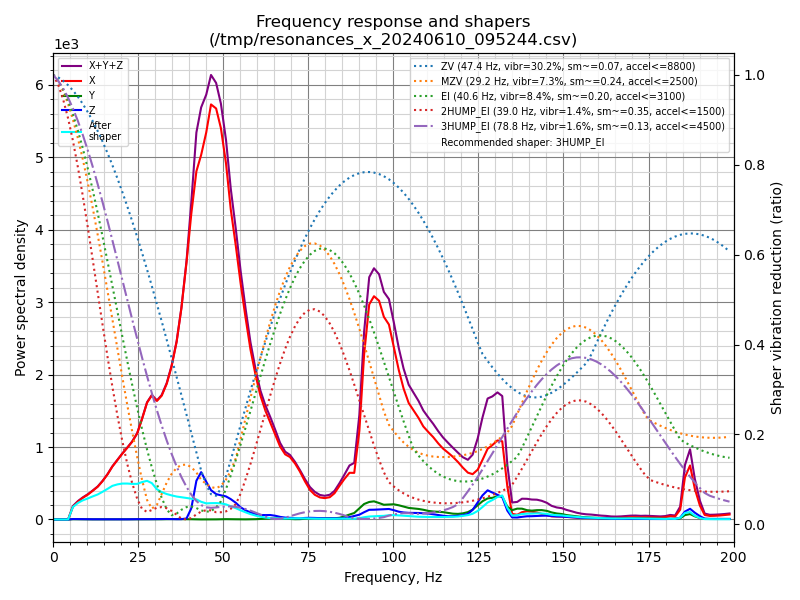 Frequency response and shapers
(/tmp/resonances_x_20240610_095244.csv)
1e3
X+Y+Z
X
Y
Z
After
shaper
ZV (47.4 Hz, vibr=30.2%, sm~=0.07, accel<=8800)
MZV (29.2 Hz, vibr=7.3%, sm~=0.24, accel<=2500)
EI (40.6 Hz, vibr=8.4%, sm~=0.20, accel<=3100)
2HUMP_EI (39.0 Hz, vibr=1.4%, sm~=0.35, accel<=1500)
3HUMP_EI (78.8 Hz, vibr=1.6%, sm~=0.13, accel<=4500)
Recommended shaper: 3HUMP_EI
6
5
4
3
2
1
0
Power spectral density
1.0
0.8
0.6
0.4
0.2
0.0
Shaper vibration reduction (ratio)
0 25 50 75 100 125 150 175 200
Frequency, Hz